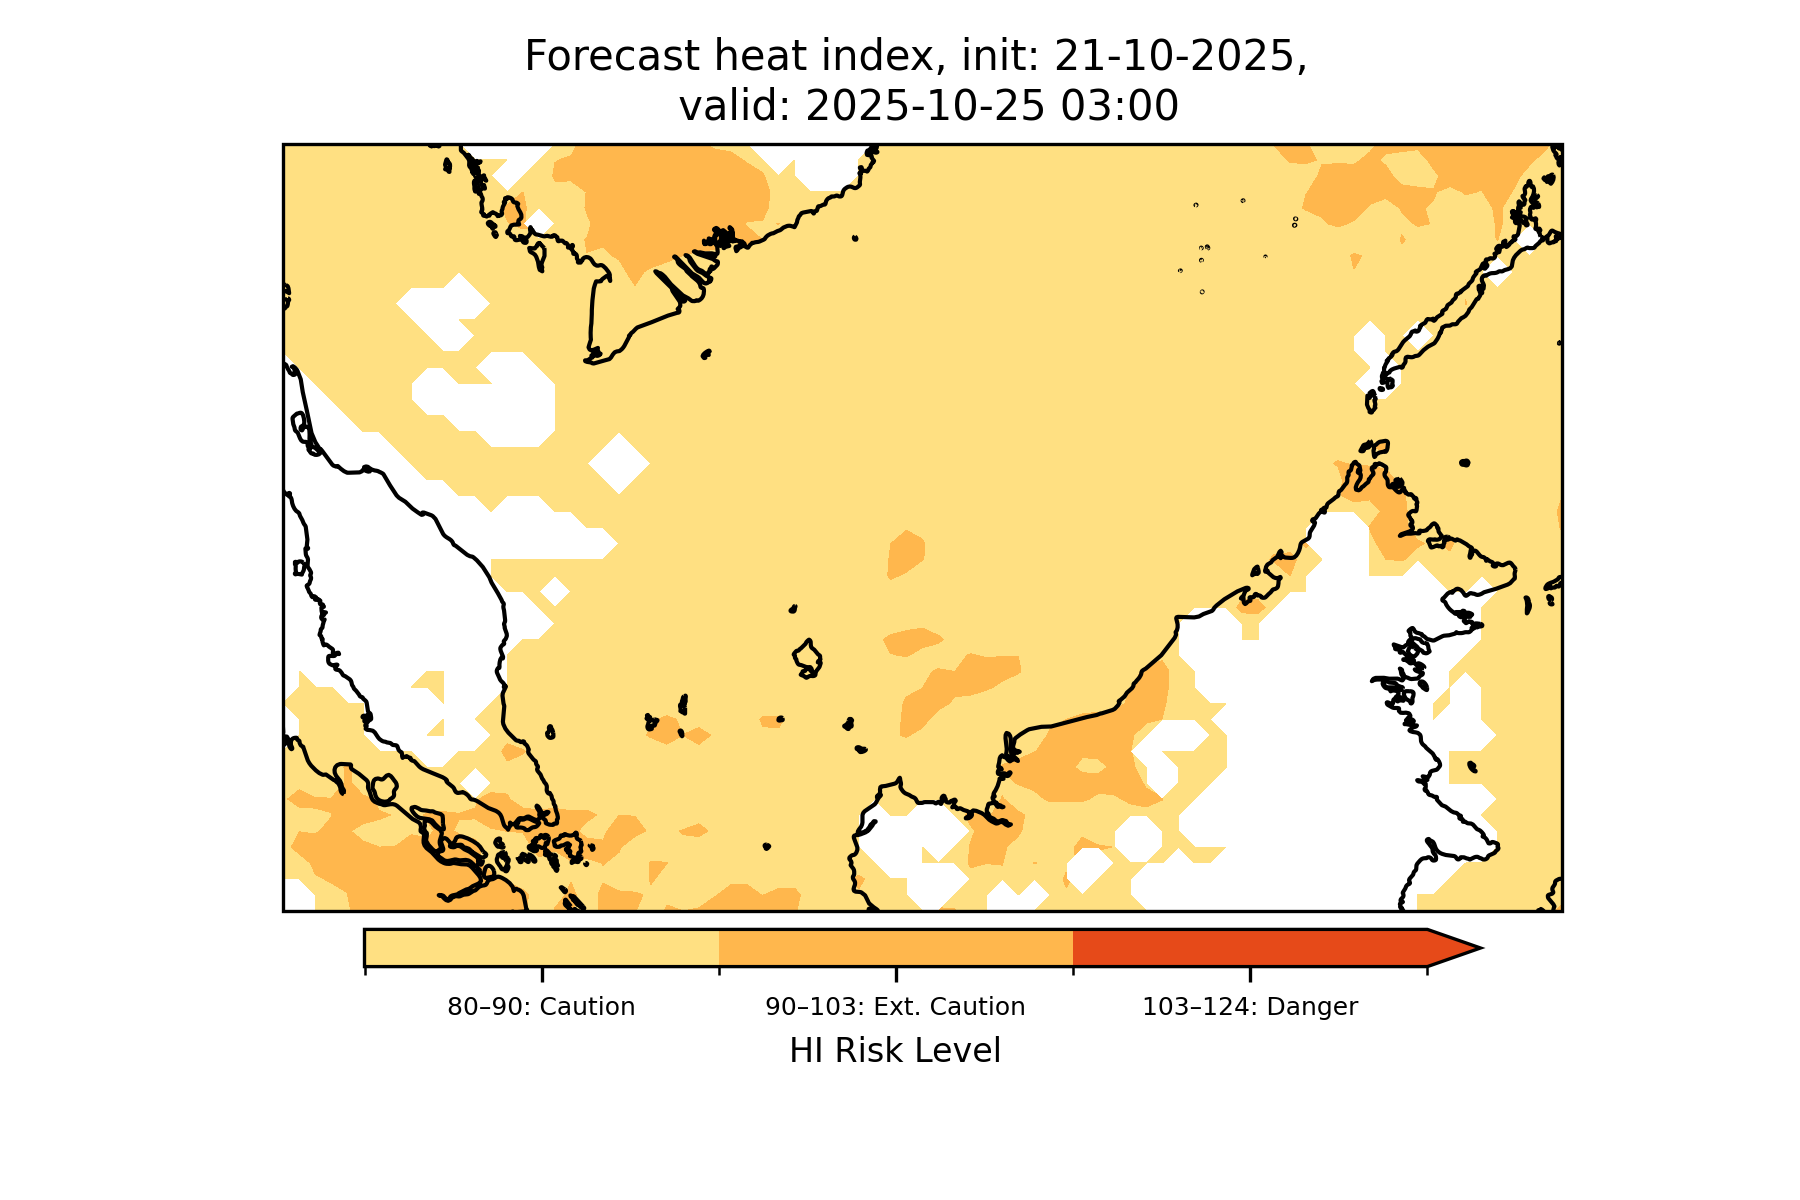 Forecast heat index, init: 21-10-2025,
valid: 2025-10-25 03:00
80–90: Caution
90–103: Ext. Caution
103–124: Danger
HI Risk Level